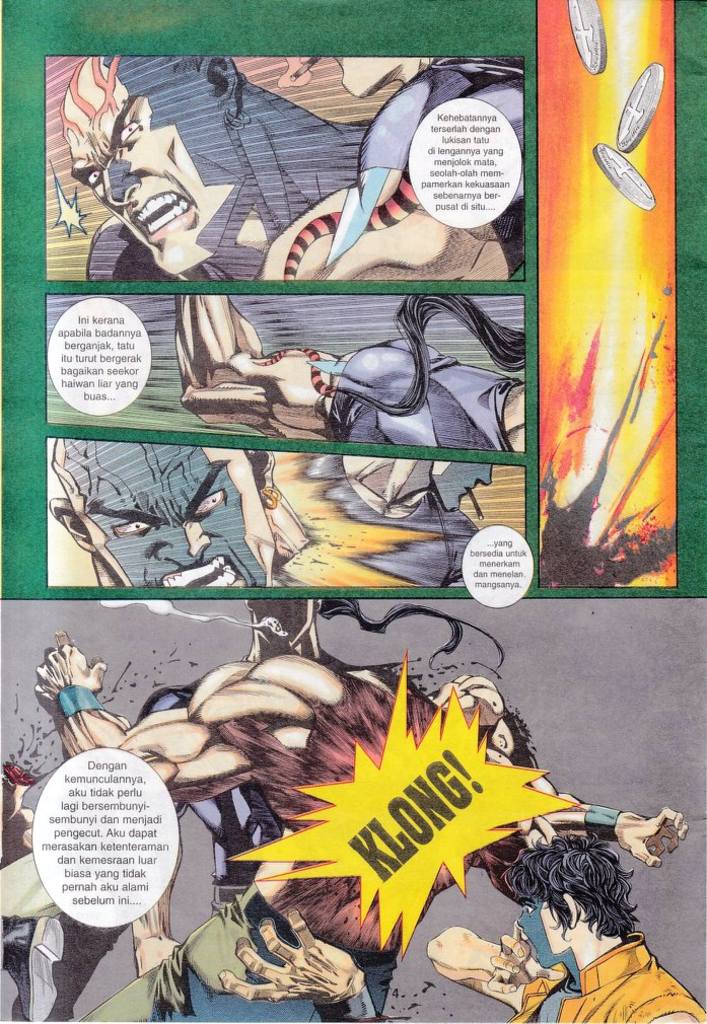 Kehebatannya
terserlah dengan
lukisan tatu
di lengannya yang
menjolok mata,
seolah-olah mem-
pamerkan kekuasaan
sebenarnya ber-
pusat di situ....
Ini kerana
apabila badannya
berganjak, tatu
itu turut bergerak
bagaikan seekor
haiwan liar yang
buas...
...yang
bersedia untuk
menerkam
dan menelan
mangsanya.
Dengan
kemunculannya,
aku tidak perlu
lagi bersembunyi-
sembunyi dan menjadi
pengecut. Aku dapat
merasakan ketenteraman
dan kemesraan luar
biasa yang tidak
pernah aku alami
sebelum ini....
KLONG!
4